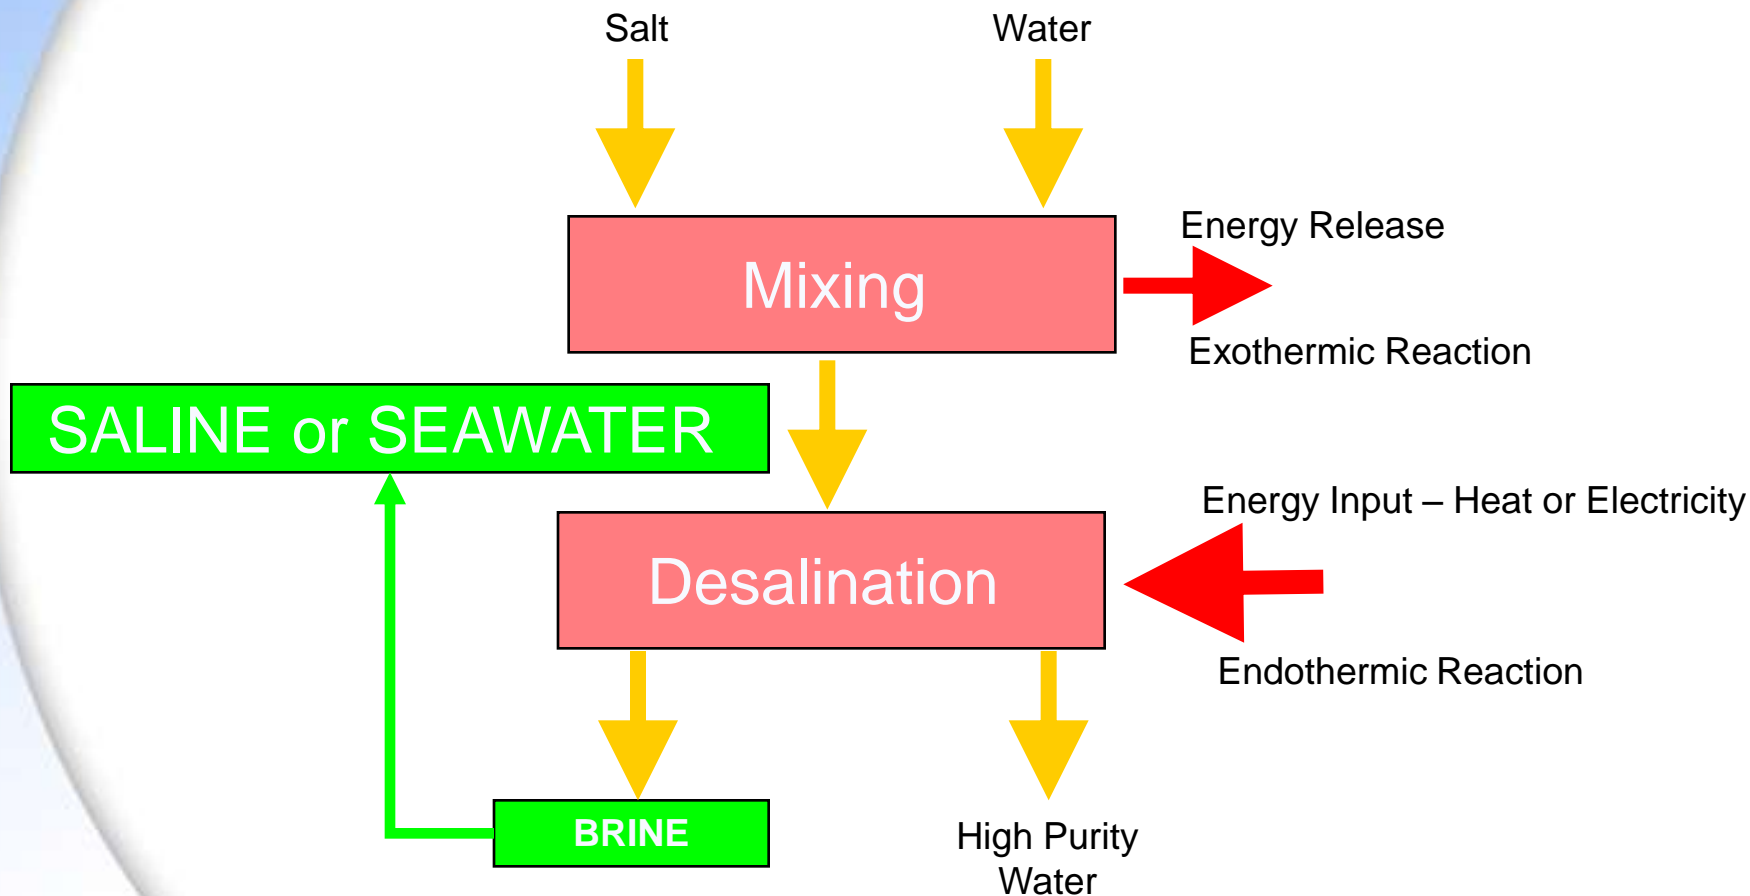 Salt
Water
Energy Release
Mixing
Exothermic Reaction
SALINE or SEAWATER
Energy Input – Heat or Electricity
Desalination
Endothermic Reaction
BRINE
High Purity
Water